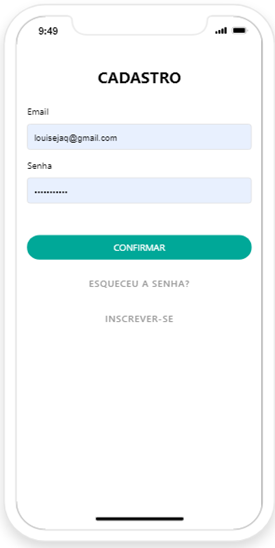 9:49
CADASTRO
Email
louisejaq@gmail.com
Senha
•••••••••••
CONFIRMAR
ESQUECEU A SENHA?
INSCREVER-SE